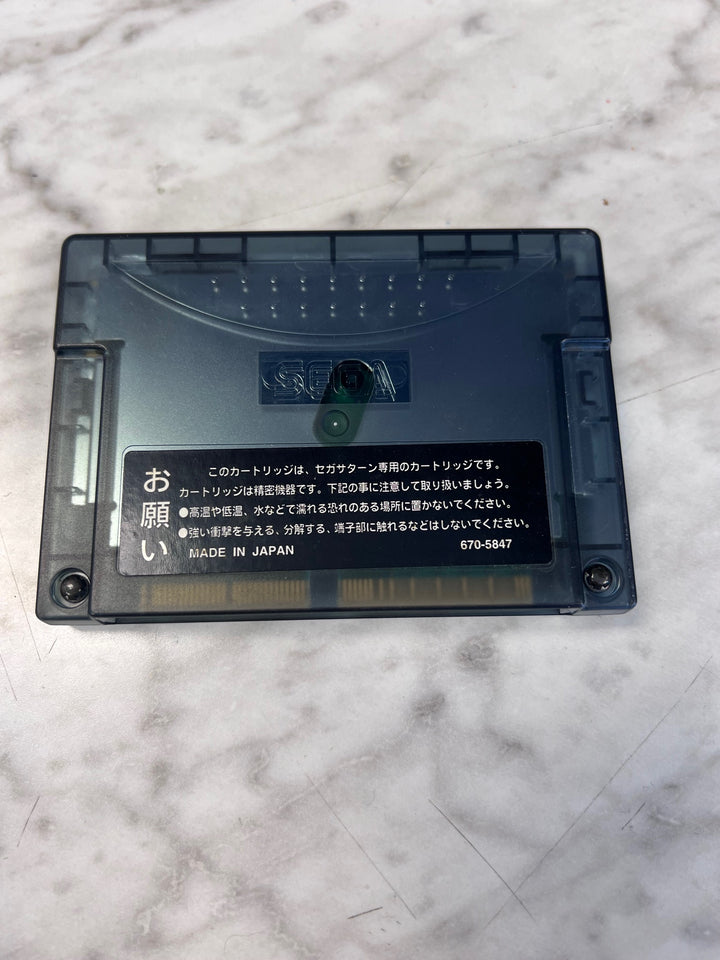 SEGA
お願い
このカートリッジは、セガサターン専用のカートリッジです。
カートリッジは精密機器です。下記の事に注意して取り扱いましょう。
●高温や低温、水などで濡れる恐れのある場所に置かないでください。
●強い衝撃を与える、分解する、端子部に触れるなどはしないでください。
MADE IN JAPAN 670-5847